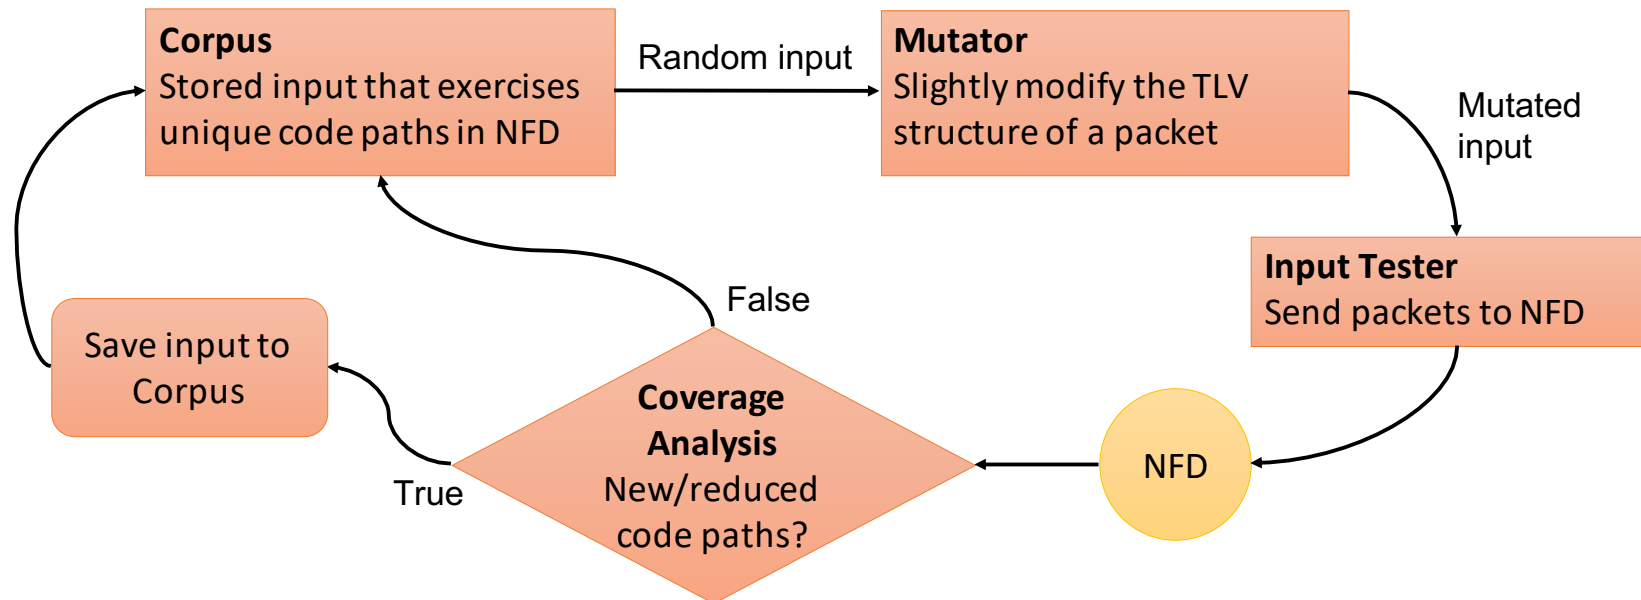 Corpus
Stored input that exercises
unique code paths in NFD
Random input
Mutator
Slightly modify the TLV
structure of a packet
Mutated
input
Input Tester
Send packets to NFD
NFD
Coverage
Analysis
New/reduced
code paths?
False
True
Save input to
Corpus